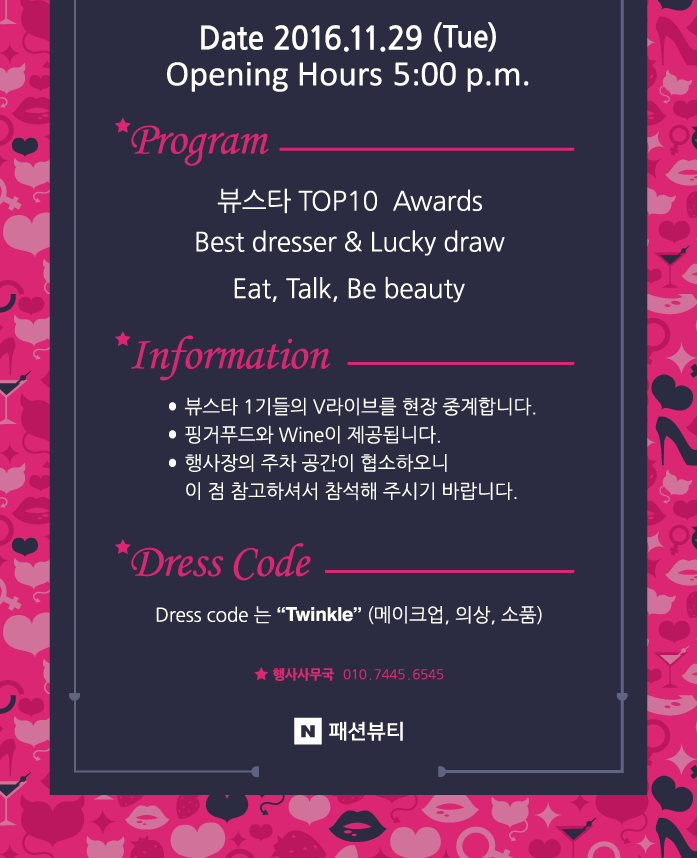 Date 2016.11.29 (Tue)
Opening Hours 5:00 p.m.
Program
뷰스타 TOP10 Awards
Best dresser & Lucky draw
Eat, Talk, Be beauty
Information
• 뷰스타 1기들의 V라이브를 현장 중계합니다.
• 핑거푸드와 Wine이 제공됩니다.
• 행사장의 주차 공간이 협소하오니
이 점 참고하셔서 참석해 주시기 바랍니다.
Dress Code
Dress code 는 “Twinkle” (메이크업, 의상, 소품)
★ 행사사무국 010.7445.6545
N 패션뷰티